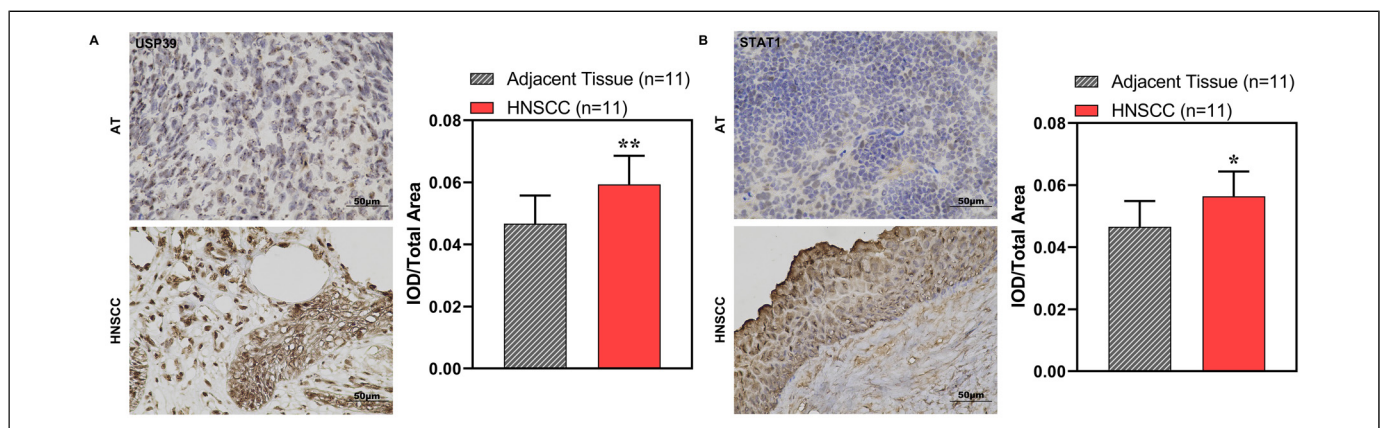 A
USP39
AT
50μm
HNSCC
50μm
Adjacent Tissue (n=11)
HNSCC (n=11)
0.08
0.06
0.04
0.02
0.00
IOD/Total Area
**
B
STAT1
AT
50μm
HNSCC
50μm
Adjacent Tissue (n=11)
HNSCC (n=11)
0.08
0.06
0.04
0.02
0.00
IOD/Total Area
*